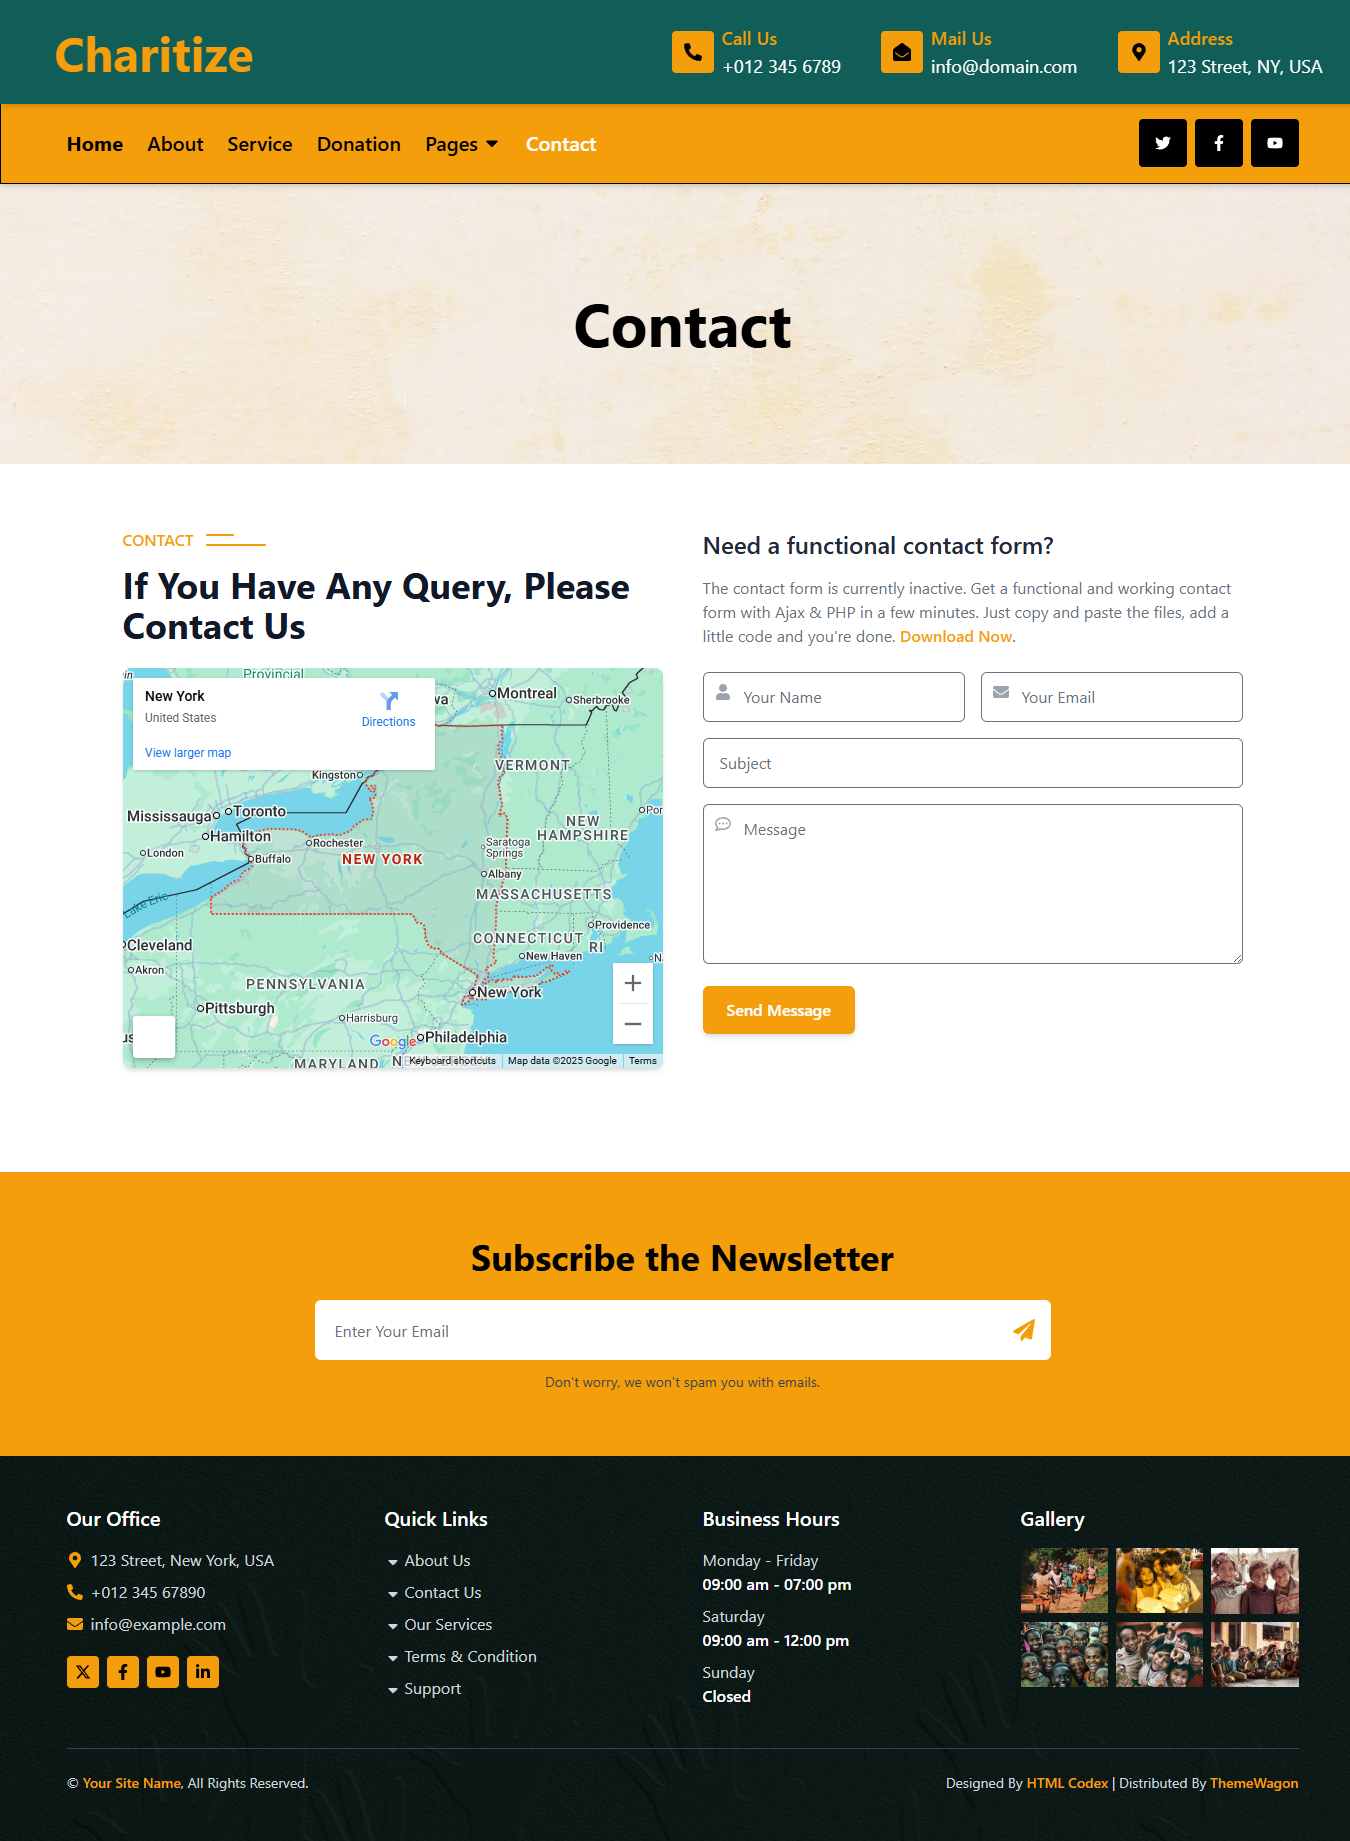 Charitize
Call Us
+012 345 6789
Mail Us
info@domain.com
Address
123 Street, NY, USA
Home
About
Service
Donation
Pages
Contact
Contact
CONTACT
If You Have Any Query, Please
Contact Us
New York
United States
Directions
View larger map
Provincial
Montreal
Sherbrooke
VERMONT
Kingston
Mississauga
Toronto
Hamilton
NEW
HAMPSHIRE
London
Rochester
Buffalo
NEW YORK
Saratoga
Springs
Albany
MASSACHUSETTS
Lake Erie
Providence
Cleveland
CONNECTICUT
RI
New Haven
Akron
PENNSYLVANIA
New York
Pittsburgh
Harrisburg
Google
Philadelphia
MARYLAND
Keyboard shortcuts
Map data ©2025 Google
Terms
Need a functional contact form?
The contact form is currently inactive. Get a functional and working contact
form with Ajax & PHP in a few minutes. Just copy and paste the files, add a
little code and you're done. Download Now.
Your Name
Your Email
Subject
Message
Send Message
Subscribe the Newsletter
Enter Your Email
Don't worry, we won't spam you with emails.
Our Office
123 Street, New York, USA
+012 345 67890
info@example.com
Quick Links
About Us
Contact Us
Our Services
Terms & Condition
Support
Business Hours
Monday - Friday
09:00 am - 07:00 pm
Saturday
09:00 am - 12:00 pm
Sunday
Closed
Gallery
© Your Site Name, All Rights Reserved.
Designed By HTML Codex | Distributed By ThemeWagon